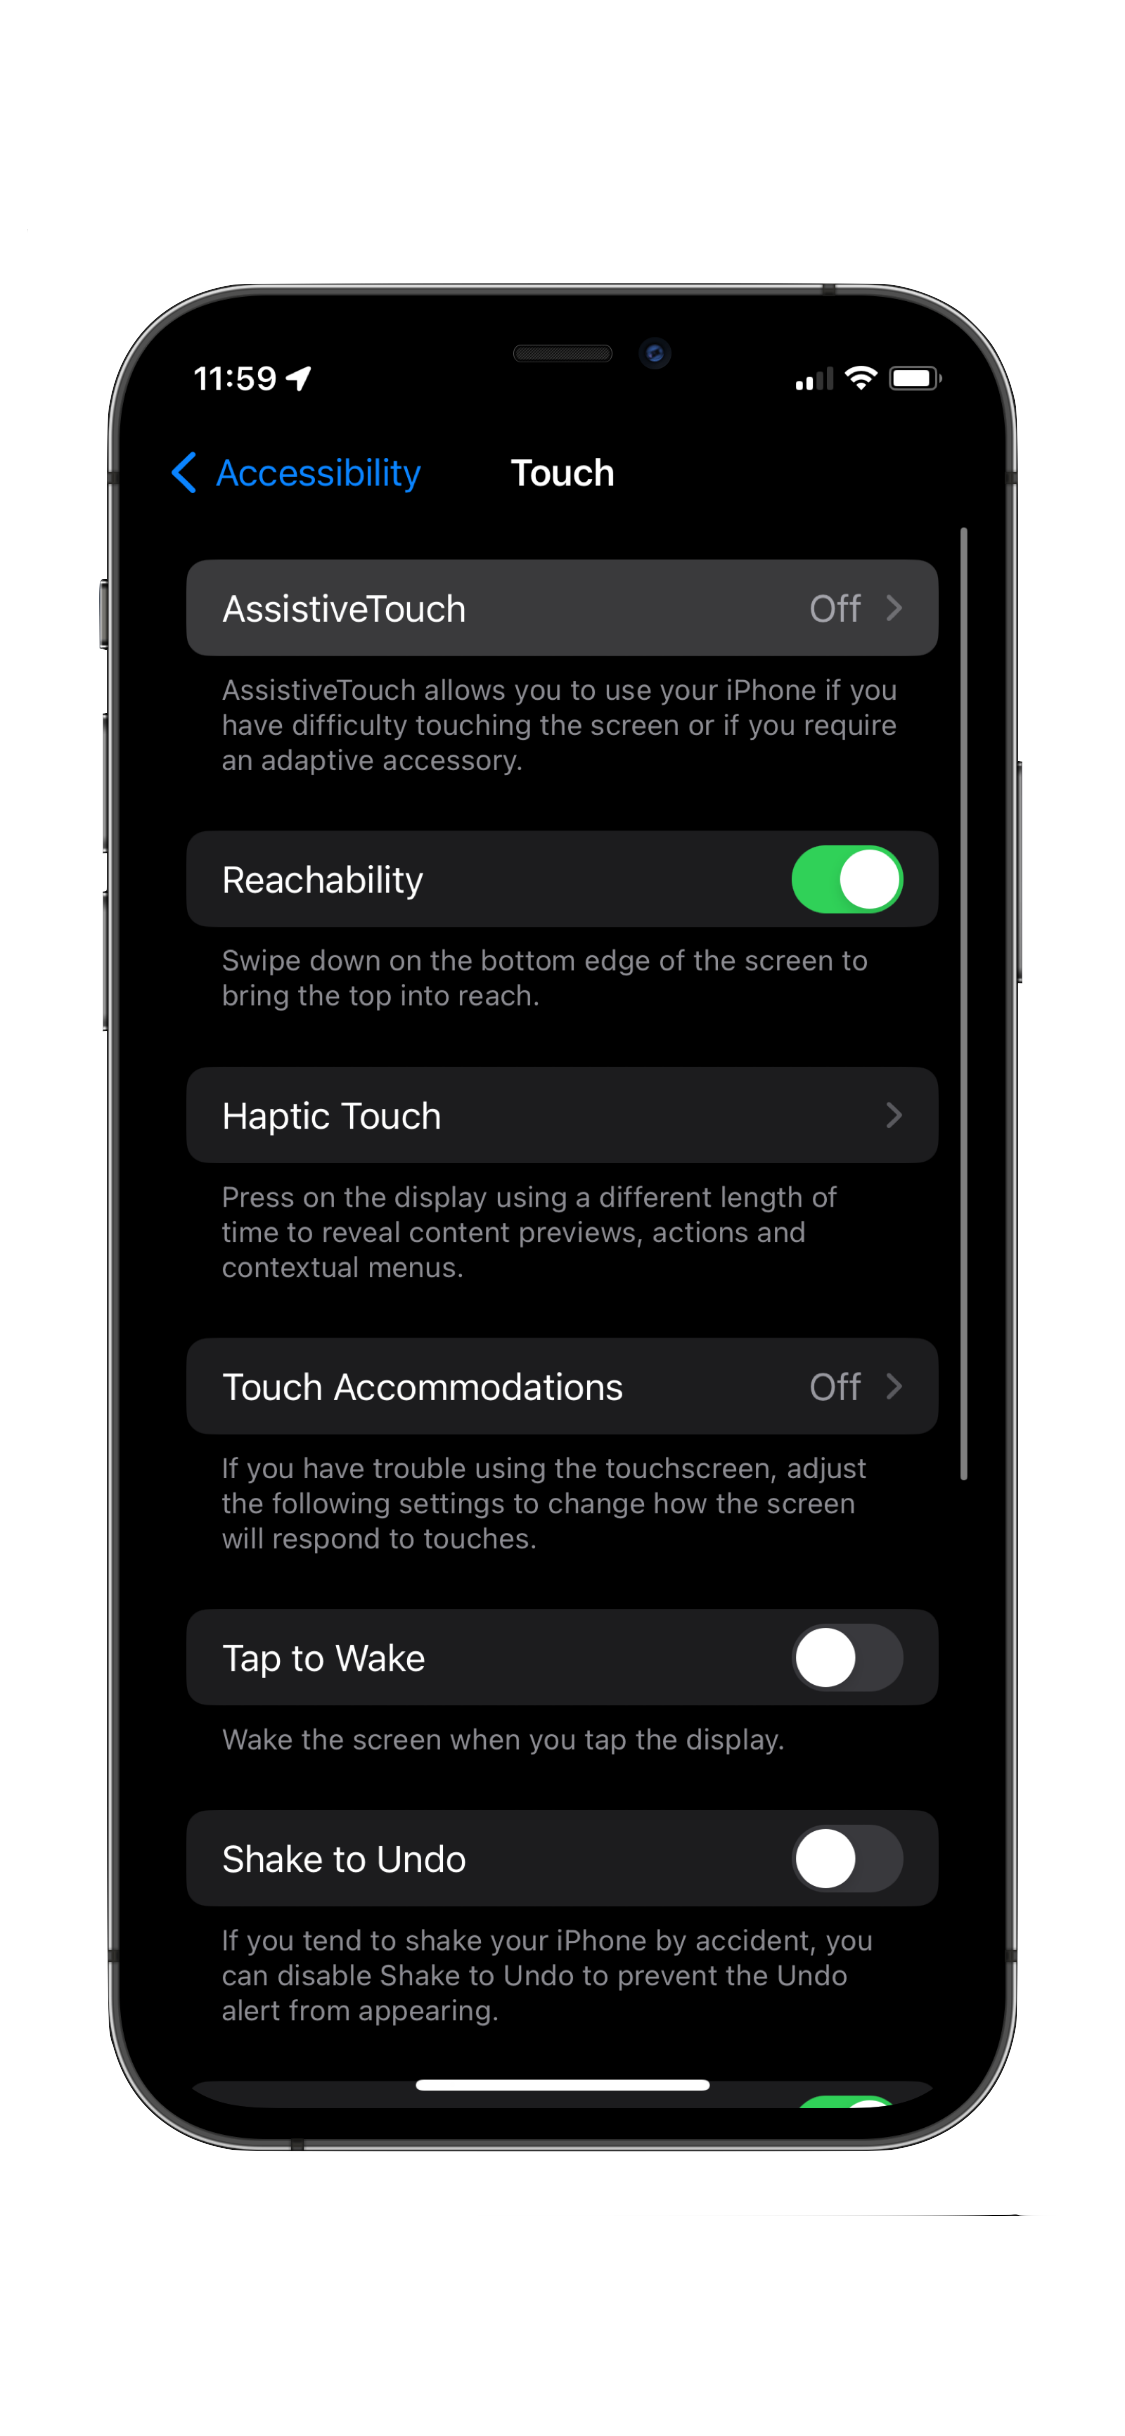 11:59
Accessibility
Touch
AssistiveTouch Off
AssistiveTouch allows you to use your iPhone if you
have difficulty touching the screen or if you require
an adaptive accessory.
Reachability
Swipe down on the bottom edge of the screen to
bring the top into reach.
Haptic Touch
Press on the display using a different length of
time to reveal content previews, actions and
contextual menus.
Touch Accommodations Off
If you have trouble using the touchscreen, adjust
the following settings to change how the screen
will respond to touches.
Tap to Wake
Wake the screen when you tap the display.
Shake to Undo
If you tend to shake your iPhone by accident, you
can disable Shake to Undo to prevent the Undo
alert from appearing.